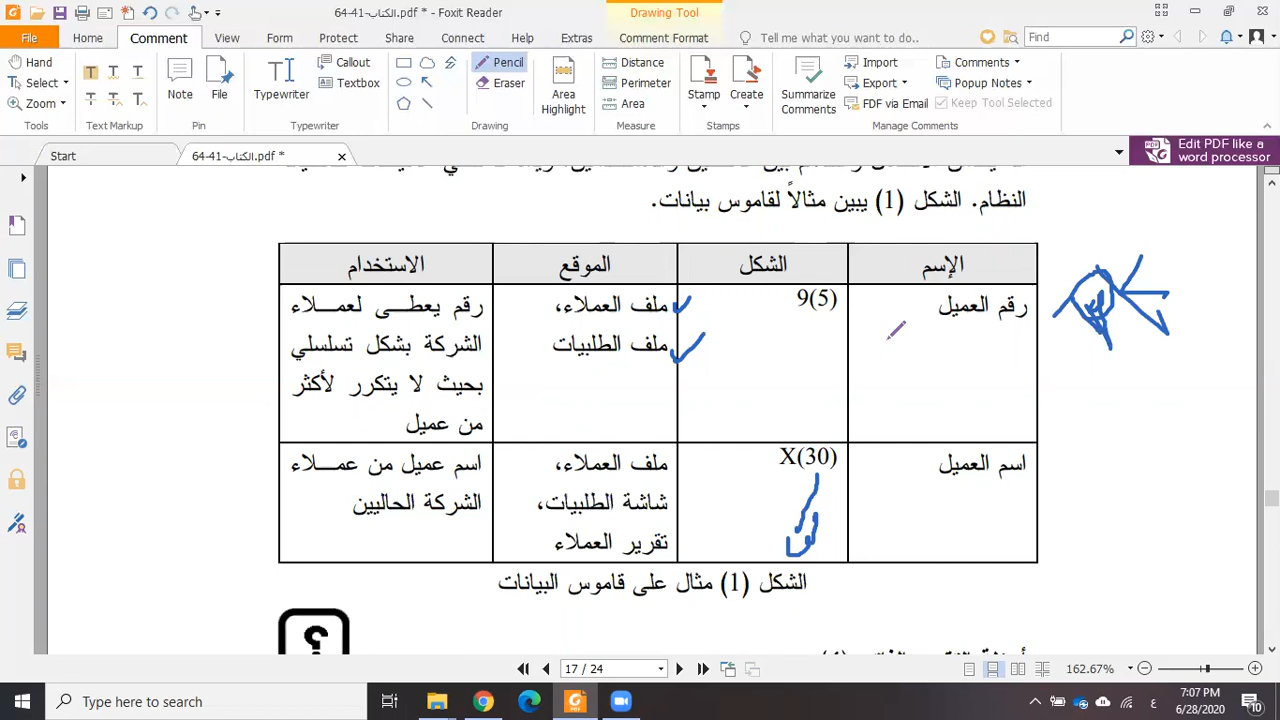 64-41-الكتاب.pdf * - Foxit Reader
Drawing Tool
File
Home
Comment
View
Form
Protect
Share
Connect
Help
Extras
Comment Format
Tell me what you want to do...
Find
Hand
Select
Zoom
Tools
Text Markup
Note
File
Pin
Typewriter
Callout
Textbox
Typewriter
Pencil
Eraser
Drawing
Area Highlight
Distance
Perimeter
Area
Measure
Stamp
Create
Stamps
Summarize Comments
Import
Export
FDF via Email
Comments
Popup Notes
Keep Tool Selected
Manage Comments
Start
64-41-الكتاب.pdf *
Edit PDF like a word processor
النظام. الشكل (1) يبين مثالاً لقاموس بيانات.
الإسم الشكل الموقع الاستخدام
رقم العميل 9(5) ملف العملاء، رقم يعطى لعملاء
ملف الطلبيات الشركة بشكل تسلسلي
بحيث لا يتكرر لأكثر
من عميل
اسم العميل X(30) ملف العملاء، اسم عميل من عملاء
شاشة الطلبيات، الشركة الحاليين
تقرير العملاء
الشكل (1) مثال على قاموس البيانات
؟
17 / 24
162.67%
Type here to search
ع
7:07 PM
6/28/2020
10